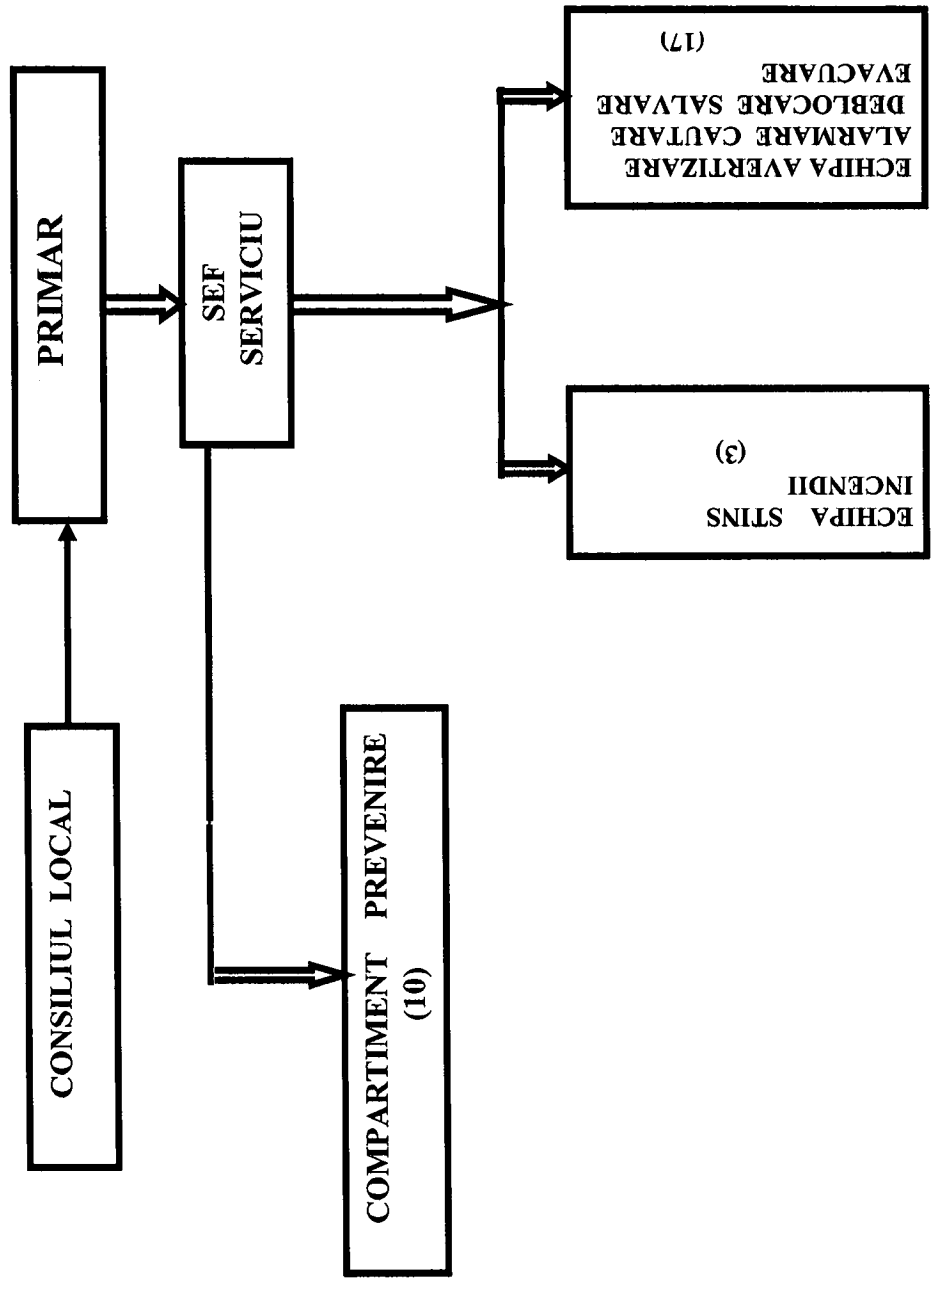 CONSILIUL LOCAL
PRIMAR
SEF
SERVICIU
COMPARTIMENT PREVENIRE
(10)
ECHIPA STINS
INCENDII
(3)
ECHIPA AVERTIZARE
ALARMARE CAUTARE
DEBLOCARE SALVARE
EVACUARE
(17)